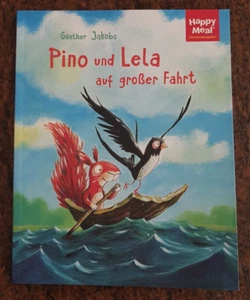 Günther Jakobs
Happy
Meal
Pino und Lela
auf großer Fahrt